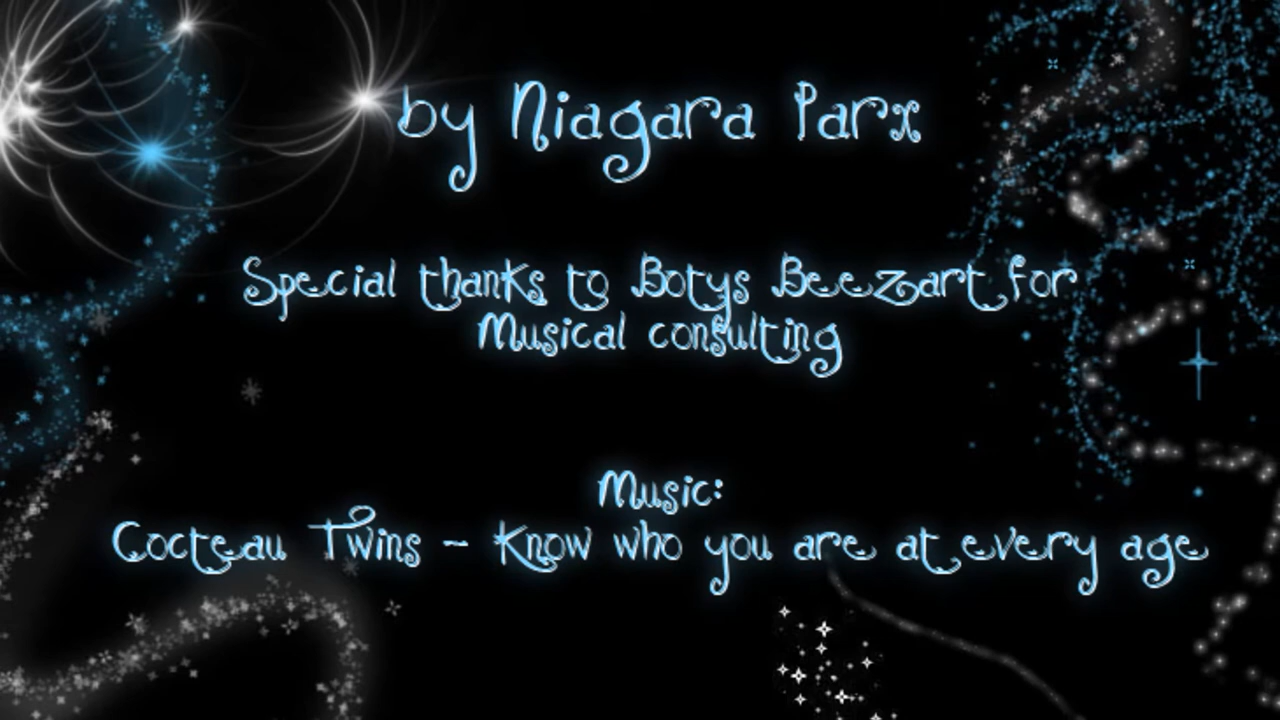 by Niagara Parx
Special thanks to Botys Beezart for
Musical consulting
Music:
Cocteau Twins - Know who you are at every age